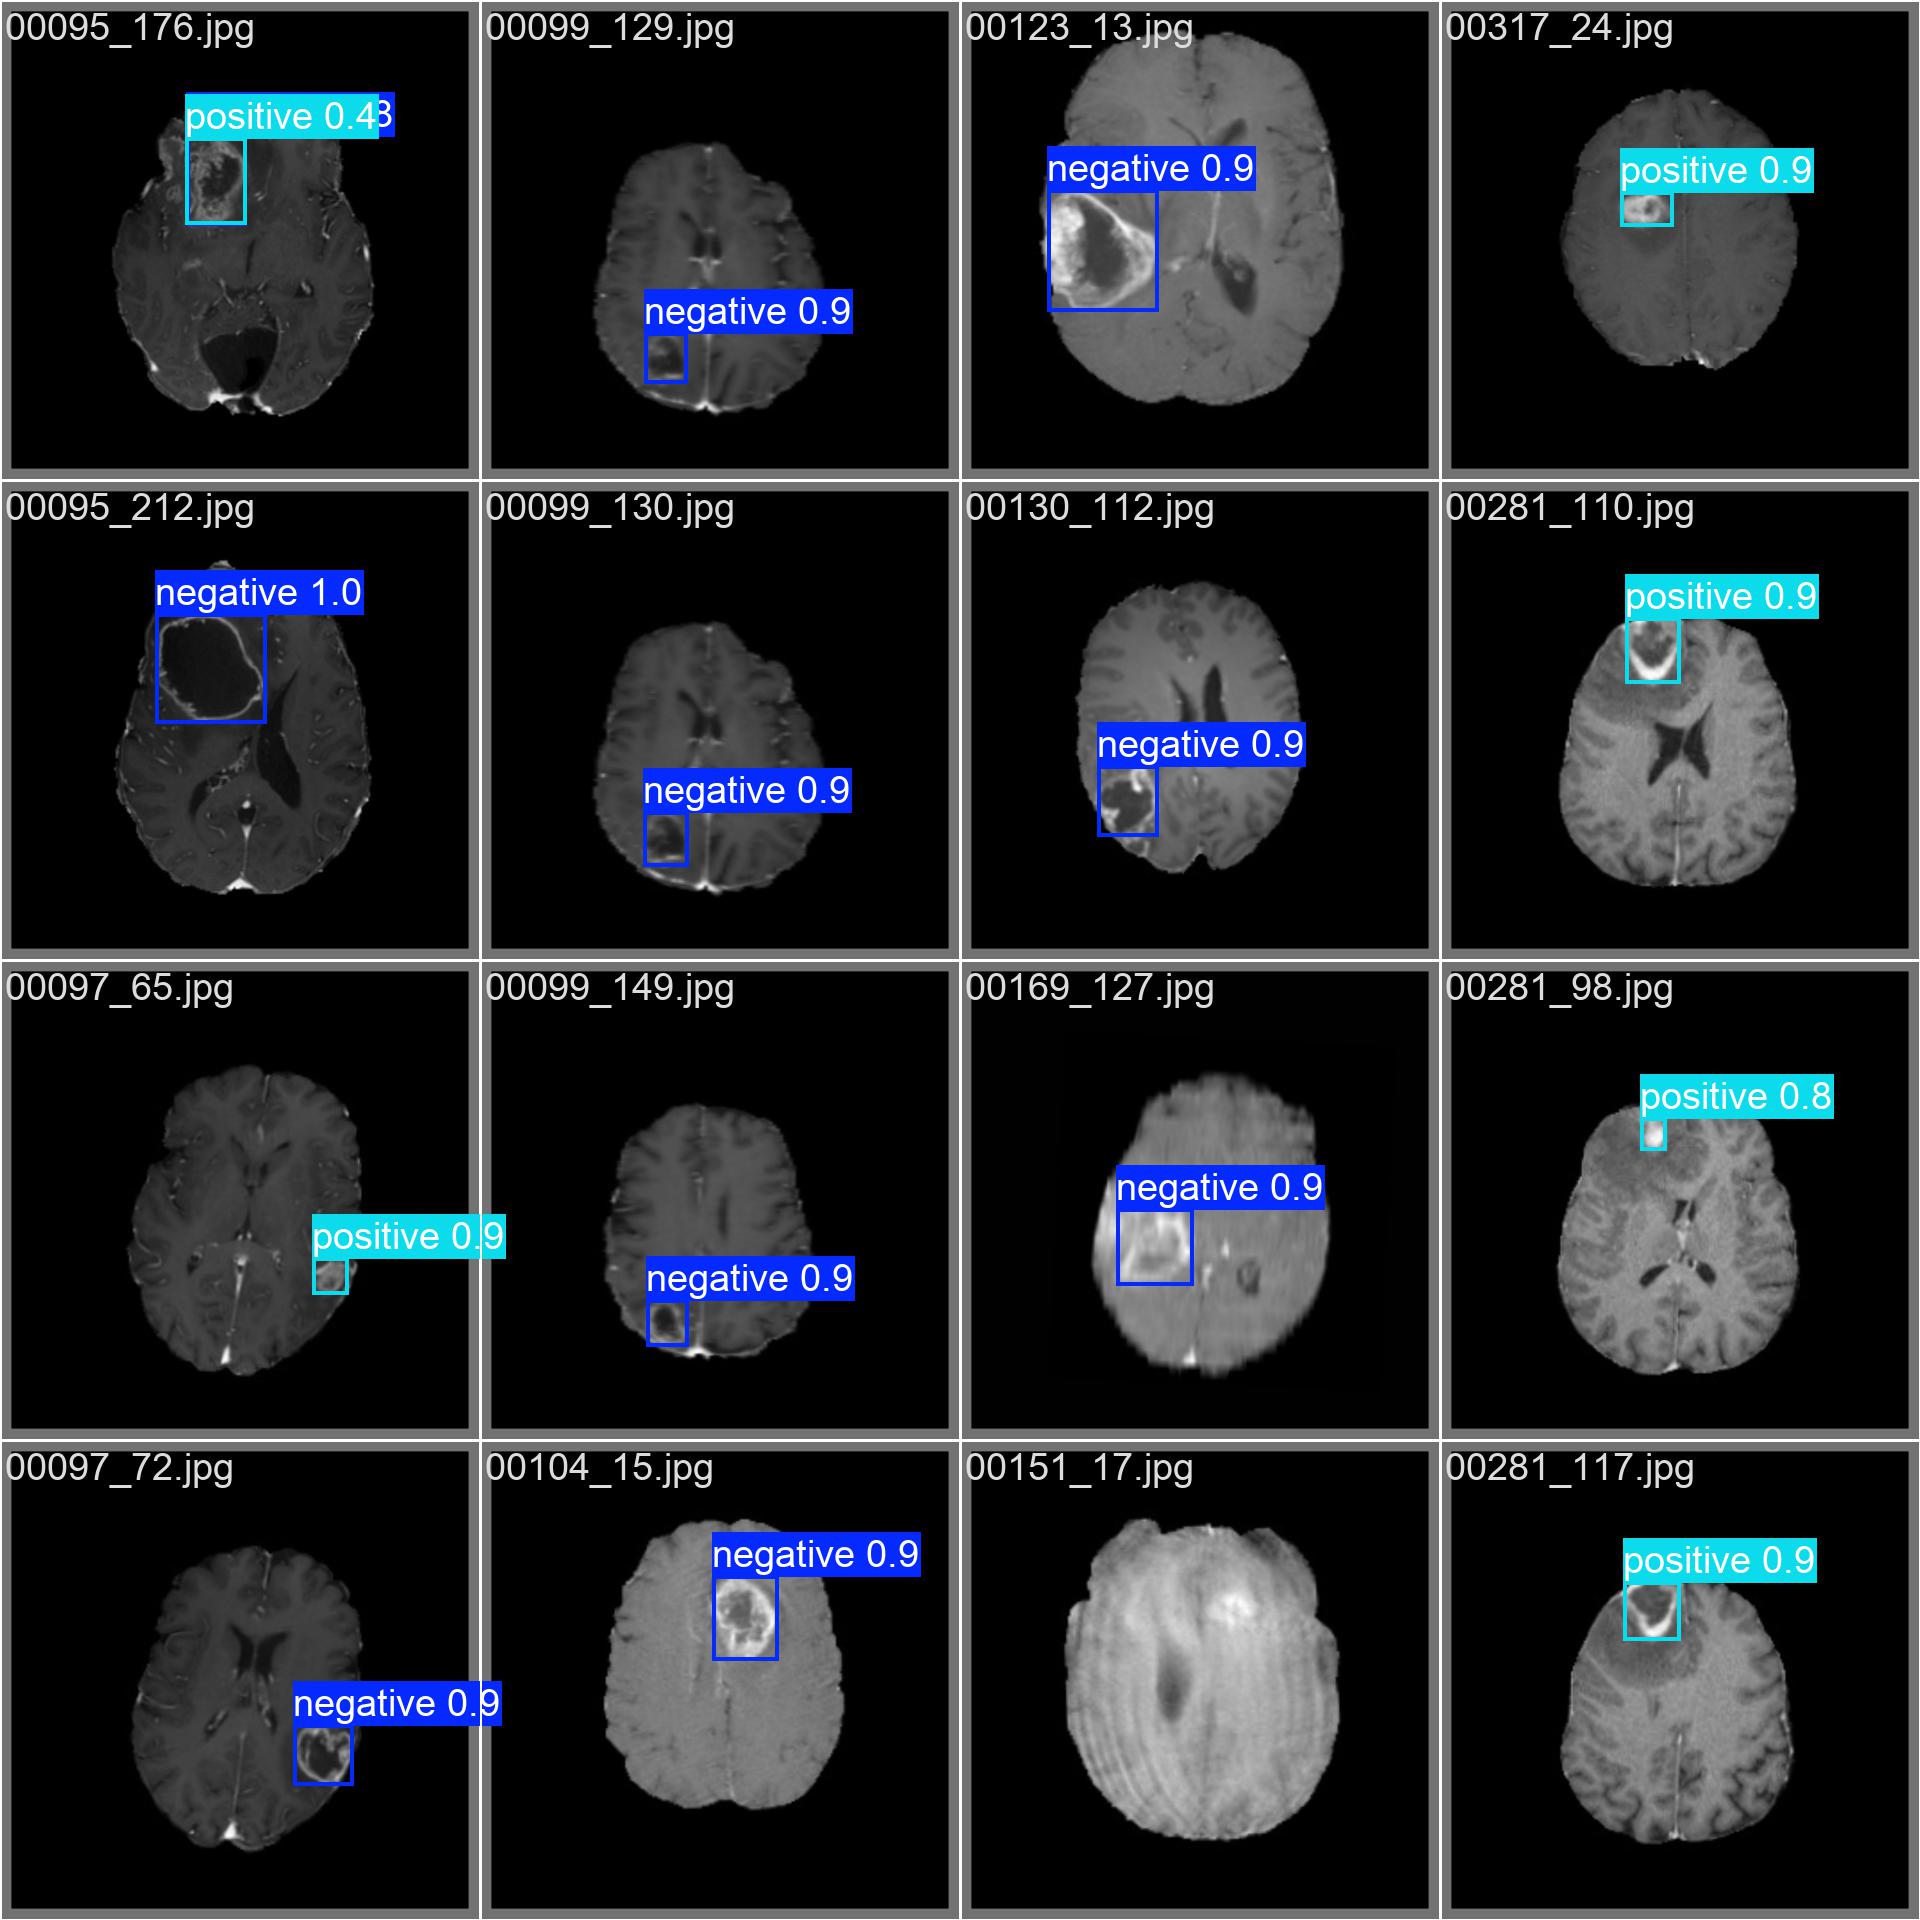 00095_176.jpg
positive 0.4
00099_129.jpg
negative 0.9
00123_13.jpg
negative 0.9
00317_24.jpg
positive 0.9
00095_212.jpg
negative 1.0
00099_130.jpg
negative 0.9
00130_112.jpg
negative 0.9
00281_110.jpg
positive 0.9
00097_65.jpg
positive 0.9
00099_149.jpg
negative 0.9
00169_127.jpg
negative 0.9
00281_98.jpg
positive 0.8
00097_72.jpg
negative 0.9
00104_15.jpg
negative 0.9
00151_17.jpg
00281_117.jpg
positive 0.9